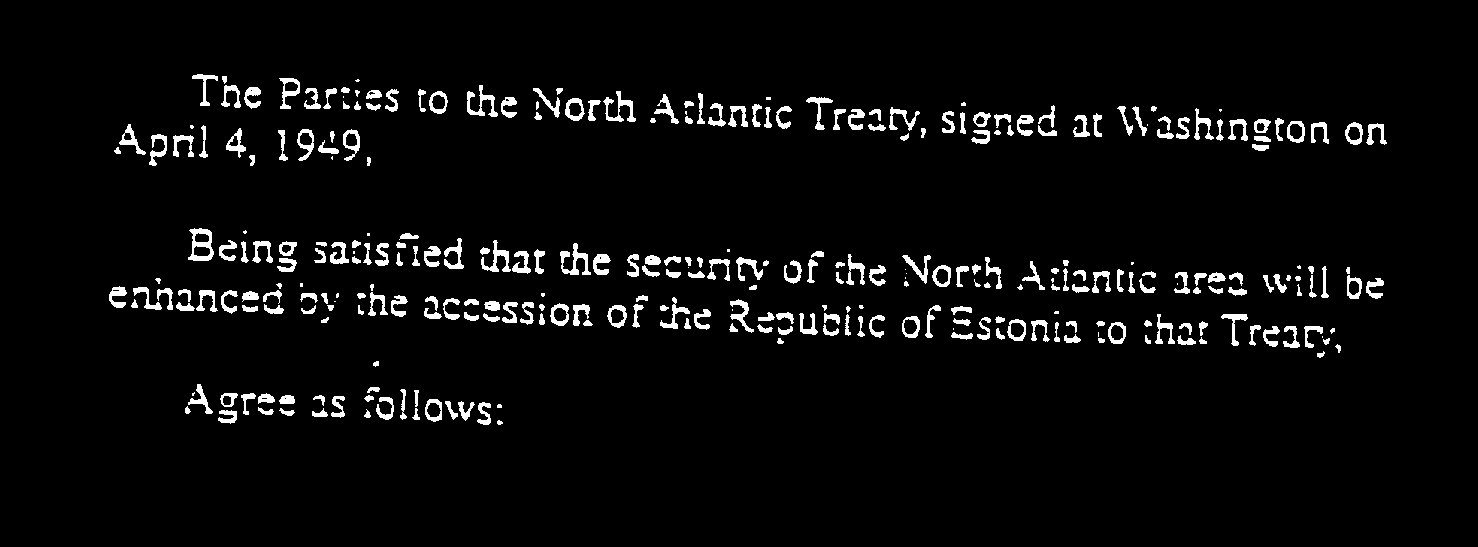 The Parties to the North Atlantic Treaty, signed at Washington on
April 4, 1949,
Being satisfied that the security of the North Atlantic area will be
enhanced by the accession of the Republic of Estonia to that Treaty,
Agree as follows: